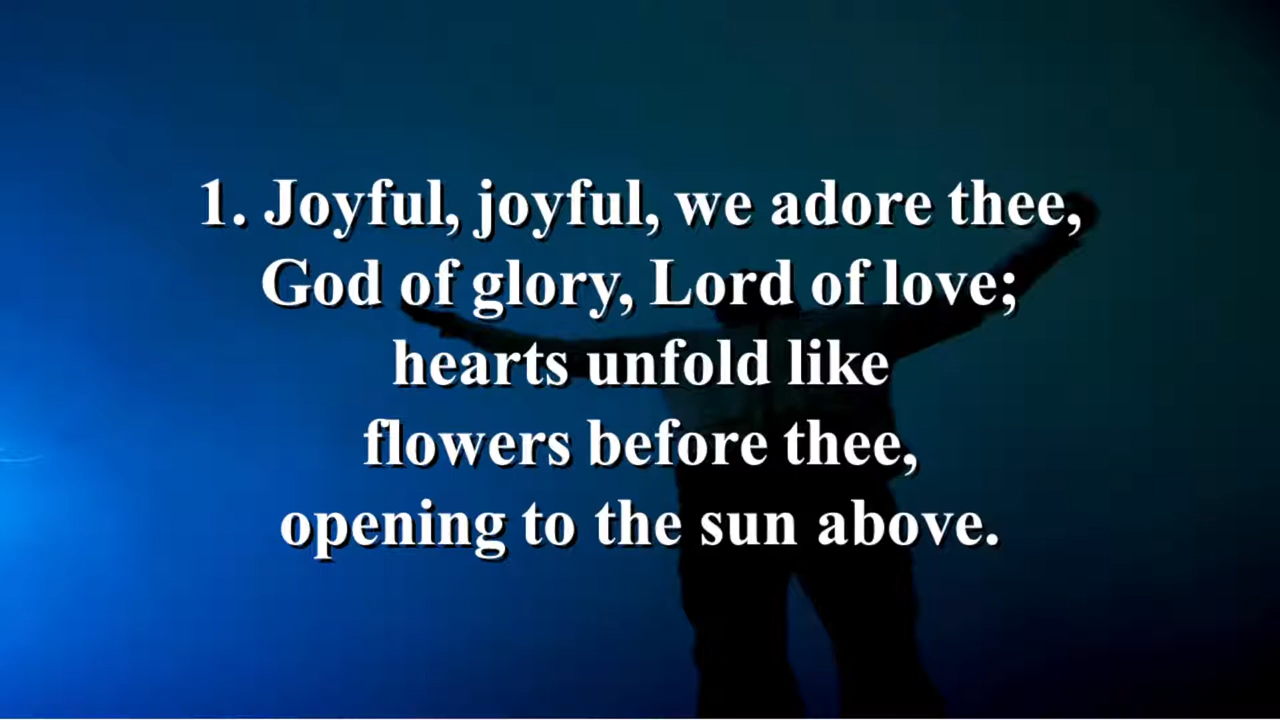 1. Joyful, joyful, we adore thee,
God of glory, Lord of love;
hearts unfold like
flowers before thee,
opening to the sun above.